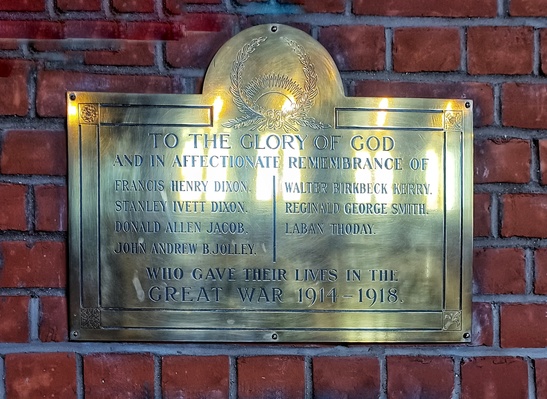 TO THE GLORY OF GOD
AND IN AFFECTIONATE REMEMBRANCE OF
FRANCIS HENRY DIXON.
STANLEY IVETT DIXON.
DONALD ALLEN JACOB.
JOHN ANDREW B. JOLLEY.
WALTER BIRKBECK KERRY.
REGINALD GEORGE SMITH.
LABAN THODAY.
WHO GAVE THEIR LIVES IN THE
GREAT WAR 1914-1918.